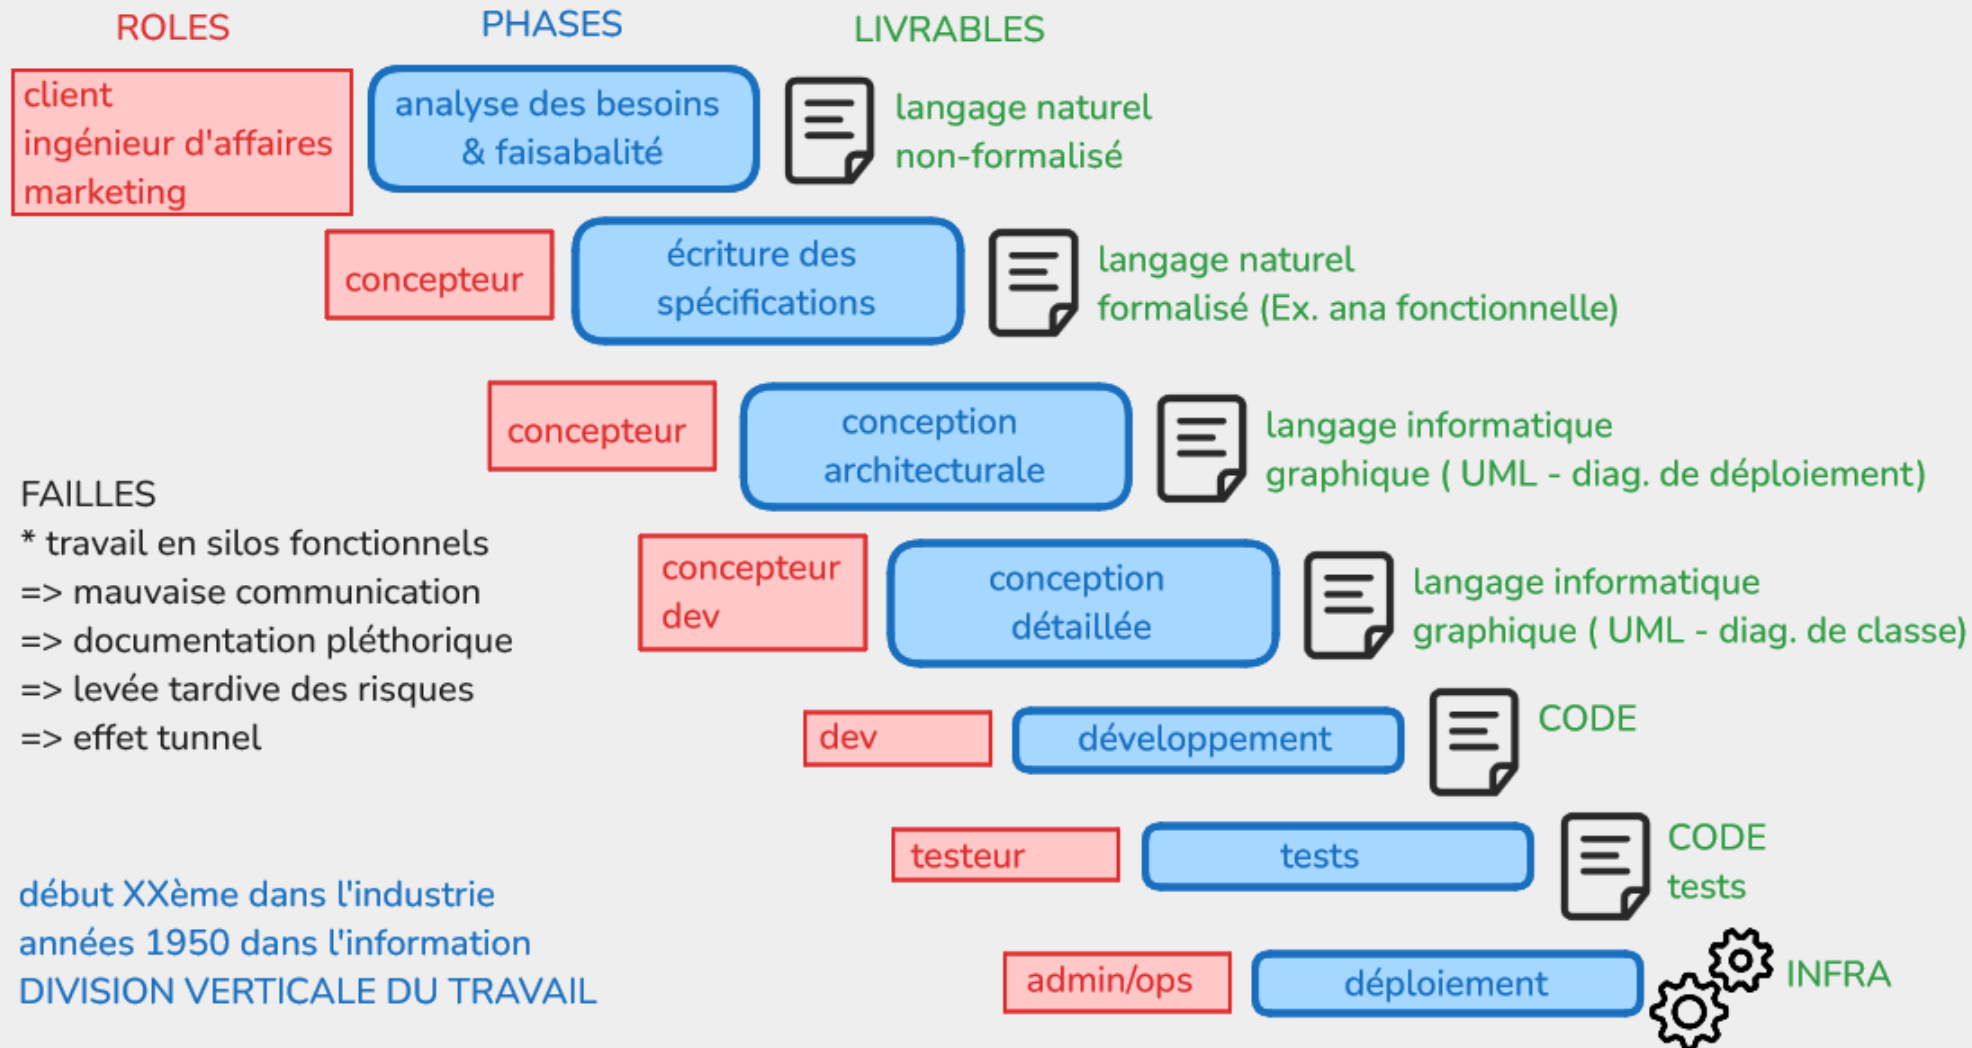 ROLES
PHASES
LIVRABLES
client
ingénieur d'affaires
marketing
analyse des besoins
& faisabalité
langage naturel
non-formalisé
concepteur
écriture des
spécifications
langage naturel
formalisé (Ex. ana fonctionnelle)
concepteur
conception
architecturale
langage informatique
graphique ( UML - diag. de déploiement)
concepteur
dev
conception
détaillée
langage informatique
graphique ( UML - diag. de classe)
dev
développement
CODE
testeur
tests
CODE
tests
admin/ops
déploiement
INFRA
FAILLES
* travail en silos fonctionnels
=> mauvaise communication
=> documentation pléthorique
=> levée tardive des risques
=> effet tunnel
début XXème dans l'industrie
années 1950 dans l'information
DIVISION VERTICALE DU TRAVAIL